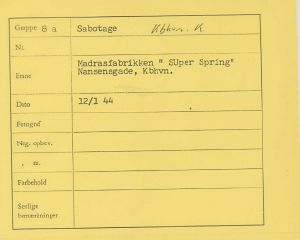 Gruppe 8 a Sabotage Kbhvn. K
Nr.
Emne Madrasfabrikken " SUper Spring"
Nansensgade, Kbhvn.
Dato 12/1 44
Fotograf
Neg. opbev.
" nr.
Farbehold
Særlige
bemærkninger